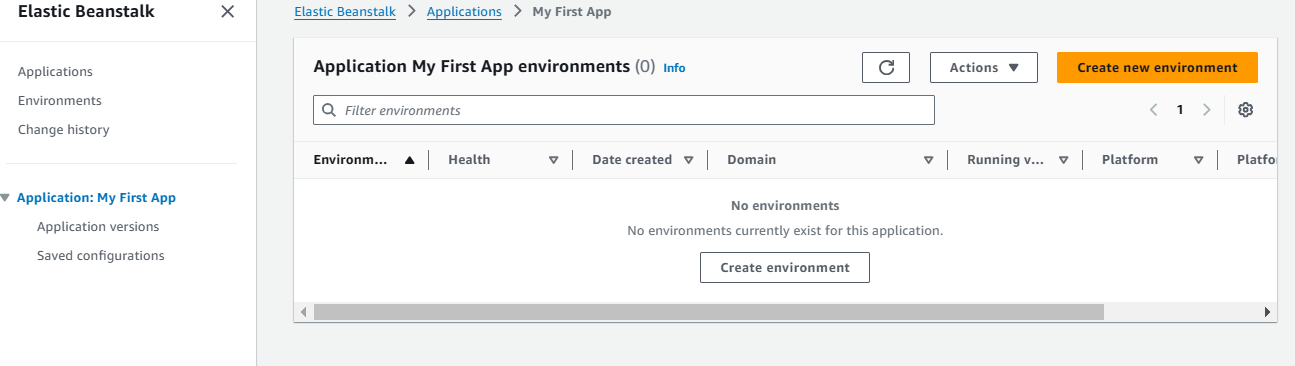 Elastic Beanstalk
Applications
Environments
Change history
Application: My First App
Application versions
Saved configurations
Elastic Beanstalk > Applications > My First App
Application My First App environments (0) Info
Actions
Create new environment
Filter environments
1
Environm... Health Date created Domain Running v... Platform Platfo
No environments
No environments currently exist for this application.
Create environment